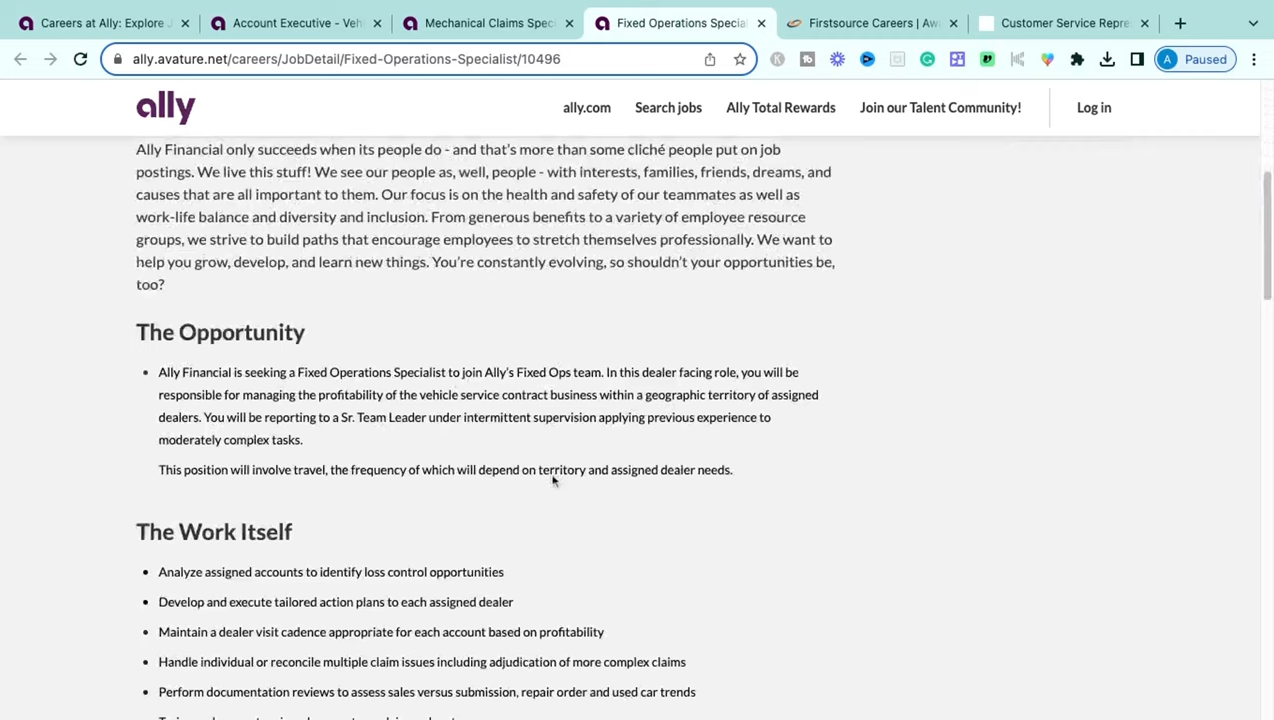 Careers at Ally: Explore J
Account Executive - Veh
Mechanical Claims Spec
Fixed Operations Special
Firstsource Careers | Aw
Customer Service Repre
ally.avature.net/careers/JobDetail/Fixed-Operations-Specialist/10496
A Paused
ally
ally.com
Search jobs
Ally Total Rewards
Join our Talent Community!
Log in
Ally Financial only succeeds when its people do - and that's more than some cliché people put on job
postings. We live this stuff! We see our people as, well, people - with interests, families, friends, dreams, and
causes that are all important to them. Our focus is on the health and safety of our teammates as well as
work-life balance and diversity and inclusion. From generous benefits to a variety of employee resource
groups, we strive to build paths that encourage employees to stretch themselves professionally. We want to
help you grow, develop, and learn new things. You're constantly evolving, so shouldn't your opportunities be,
too?
The Opportunity
Ally Financial is seeking a Fixed Operations Specialist to join Ally's Fixed Ops team. In this dealer facing role, you will be
responsible for managing the profitability of the vehicle service contract business within a geographic territory of assigned
dealers. You will be reporting to a Sr. Team Leader under intermittent supervision applying previous experience to
moderately complex tasks.
This position will involve travel, the frequency of which will depend on territory and assigned dealer needs.
The Work Itself
Analyze assigned accounts to identify loss control opportunities
Develop and execute tailored action plans to each assigned dealer
Maintain a dealer visit cadence appropriate for each account based on profitability
Handle individual or reconcile multiple claim issues including adjudication of more complex claims
Perform documentation reviews to assess sales versus submission, repair order and used car trends